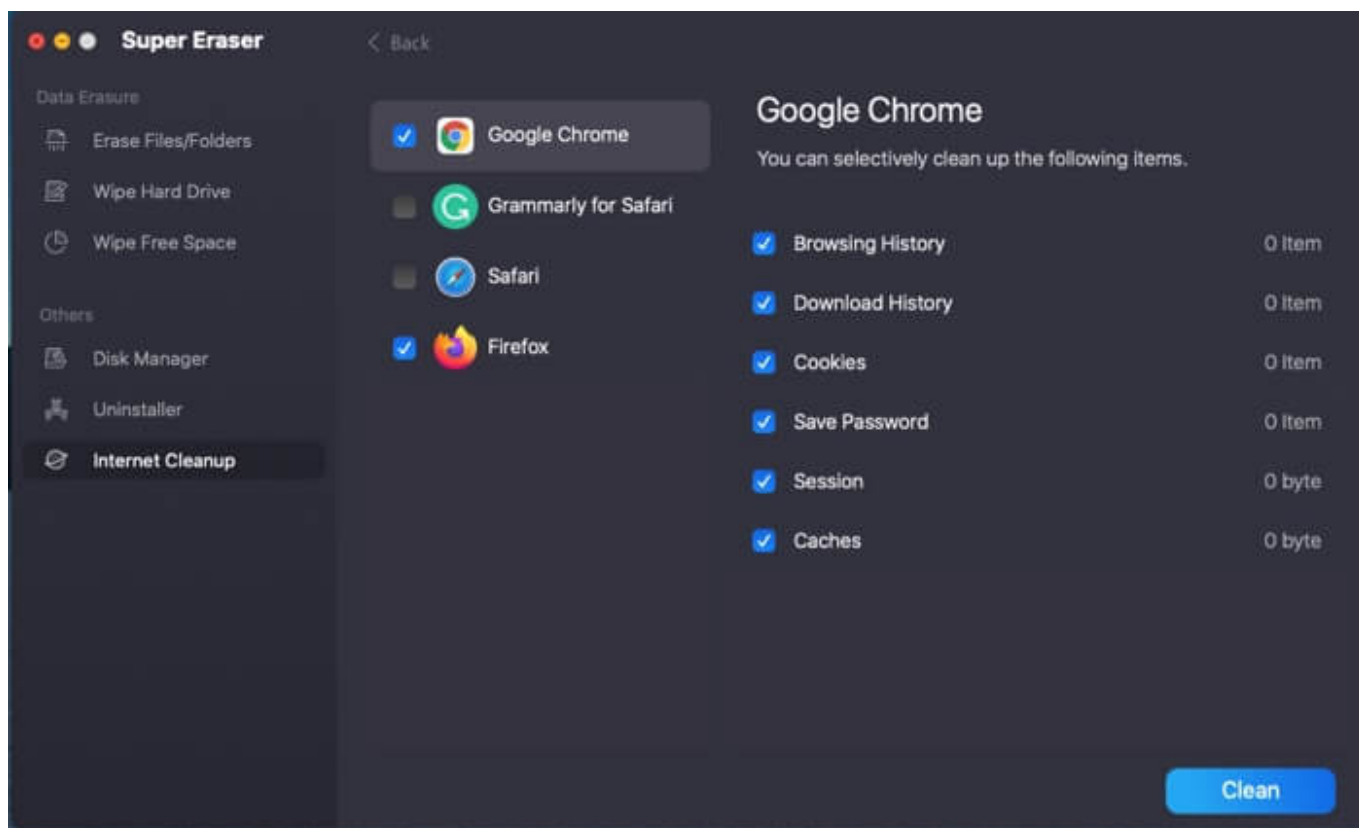 Super Eraser
< Back
Data Erasure
Erase Files/Folders
Wipe Hard Drive
Wipe Free Space
Others
Disk Manager
Uninstaller
Internet Cleanup
Google Chrome
Grammarly for Safari
Safari
Firefox
Google Chrome
You can selectively clean up the following items.
Browsing History 0 Item
Download History 0 Item
Cookies 0 Item
Save Password 0 Item
Session 0 byte
Caches 0 byte
Clean